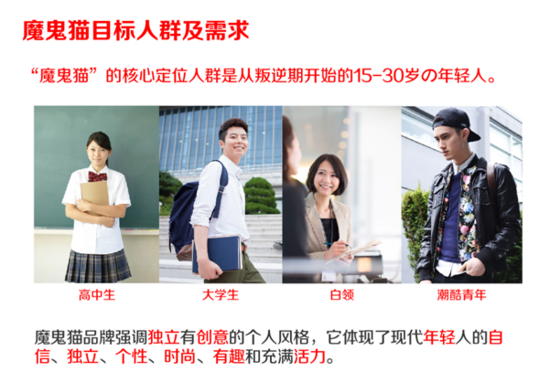 魔鬼猫目标人群及需求
“魔鬼猫”的核心定位人群是从叛逆期开始的15-30岁の年轻人。
高中生
大学生
白领
潮酷青年
魔鬼猫品牌强调独立有创意的个人风格，它体现了现代年轻人的自
信、独立、个性、时尚、有趣和充满活力。